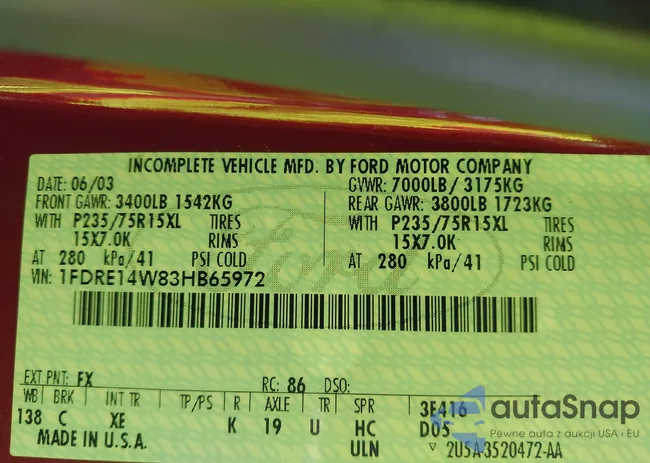 INCOMPLETE VEHICLE MFD. BY FORD MOTOR COMPANY
DATE: 06/03 GVWR: 7000LB / 3175KG
FRONT GAWR: 3400LB 1542KG REAR GAWR: 3800LB 1723KG
WITH P235/75R15XL TIRES WITH P235/75R15XL TIRES
15X7.0K RIMS 15X7.0K RIMS
AT 280 kPa/41 PSI COLD AT 280 kPa/41 PSI COLD
VIN: 1FDRE14W83HB65972
Ford
EXT PNT: FX RC: 86 DSO:
WB BRK INT TR TP/PS R AXLE TR SPR 3F416
138 C XE K 19 U HC D05
MADE IN U.S.A. ULN 2U5A3520472-AA
autaSnap
Pewne auta z aukcji USA i EU